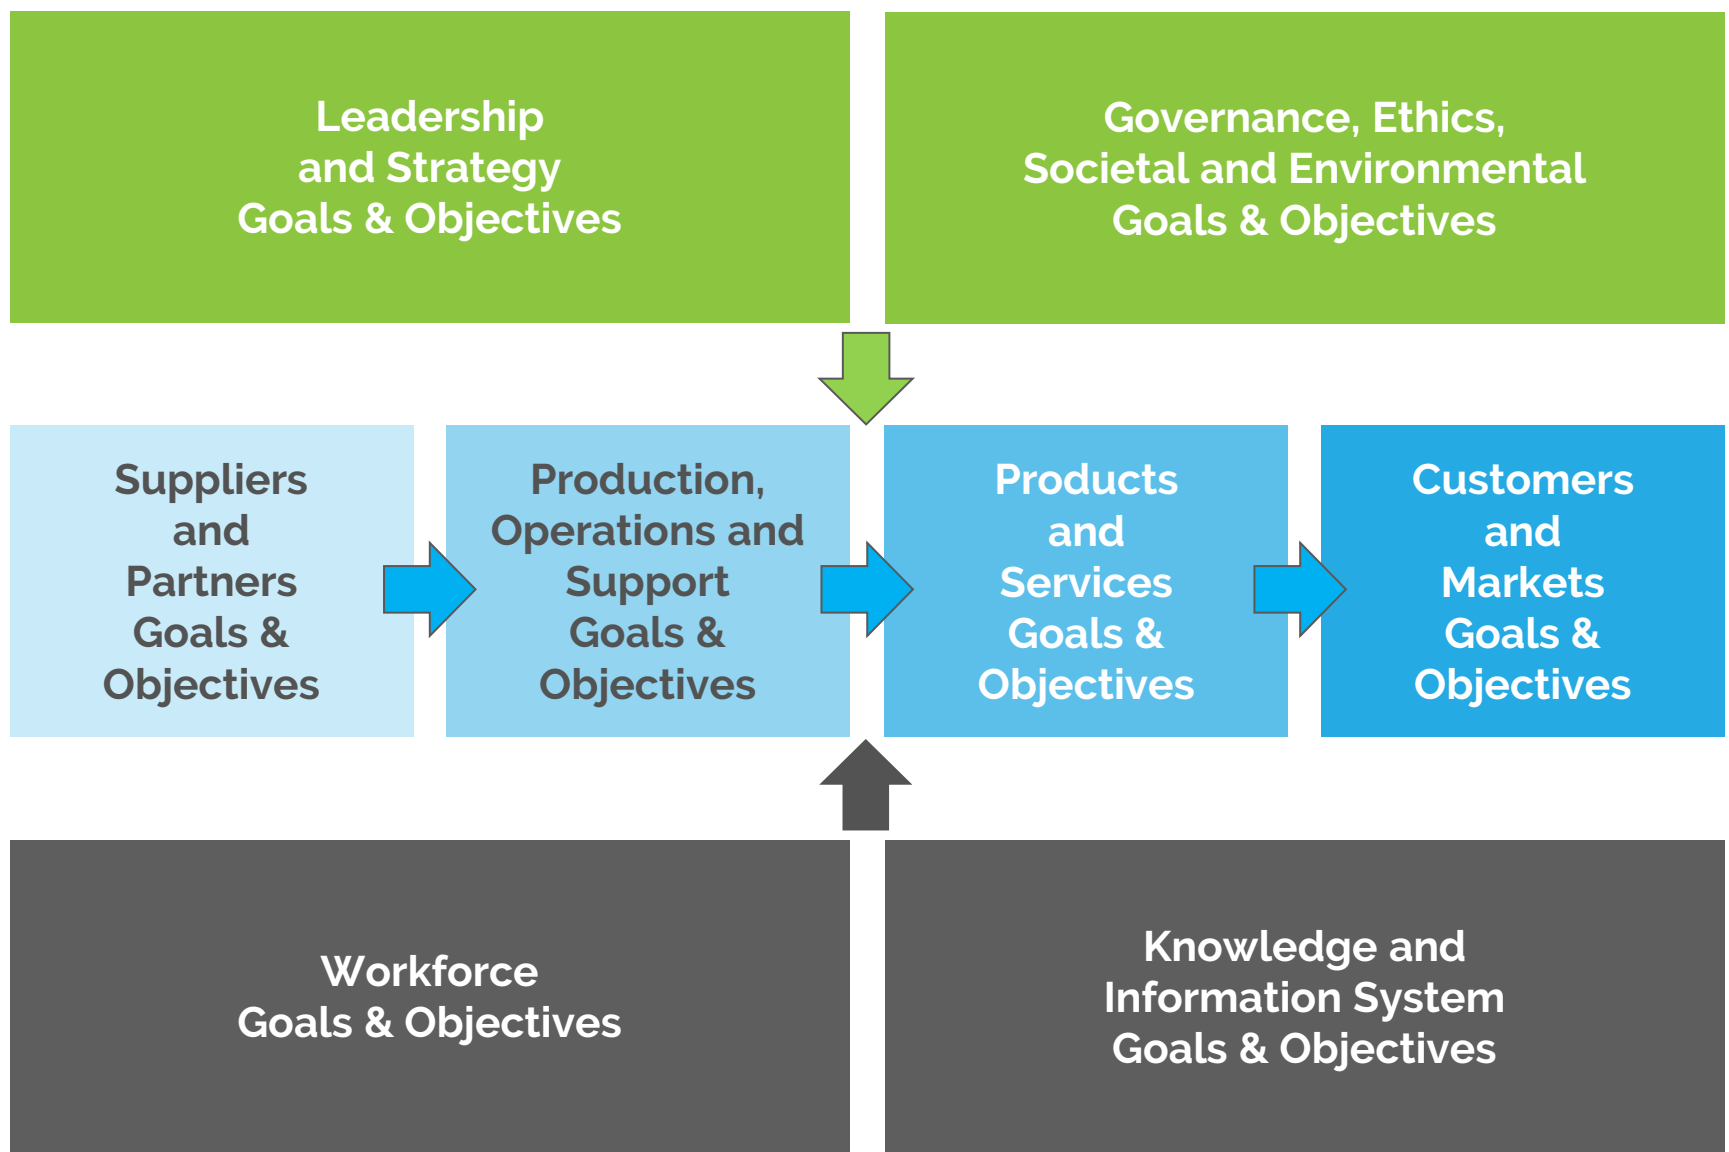 Leadership
and Strategy
Goals & Objectives
Governance, Ethics,
Societal and Environmental
Goals & Objectives
Suppliers
and
Partners
Goals &
Objectives
Production,
Operations and
Support
Goals &
Objectives
Products
and
Services
Goals &
Objectives
Customers
and
Markets
Goals &
Objectives
Workforce
Goals & Objectives
Knowledge and
Information System
Goals & Objectives